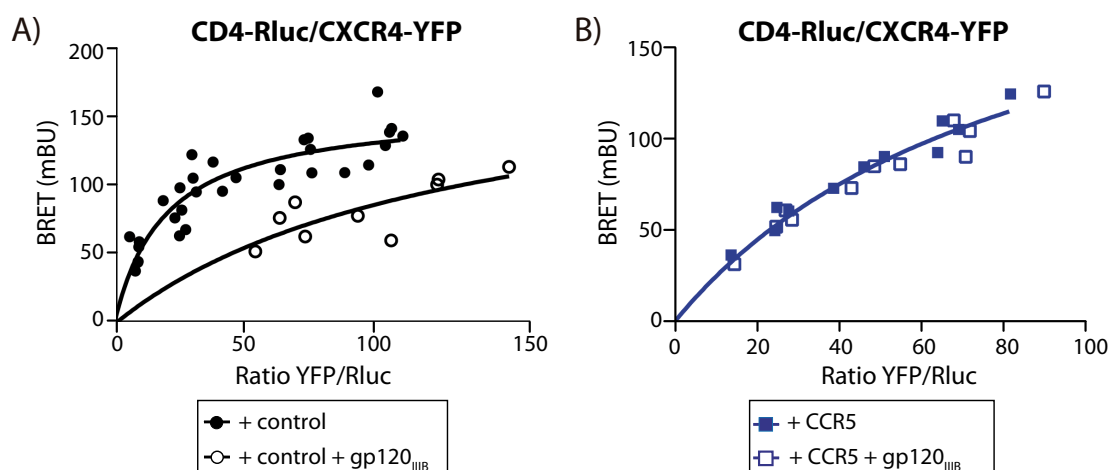 A)
CD4-Rluc/CXCR4-YFP
BRET (mBU)
200
150
100
50
0
0 50 100 150
Ratio YFP/Rluc
+ control
+ control + gp120IIIB
B)
CD4-Rluc/CXCR4-YFP
BRET (mBU)
150
100
50
0
0 20 40 60 80 100
Ratio YFP/Rluc
+ CCR5
+ CCR5 + gp120IIIB